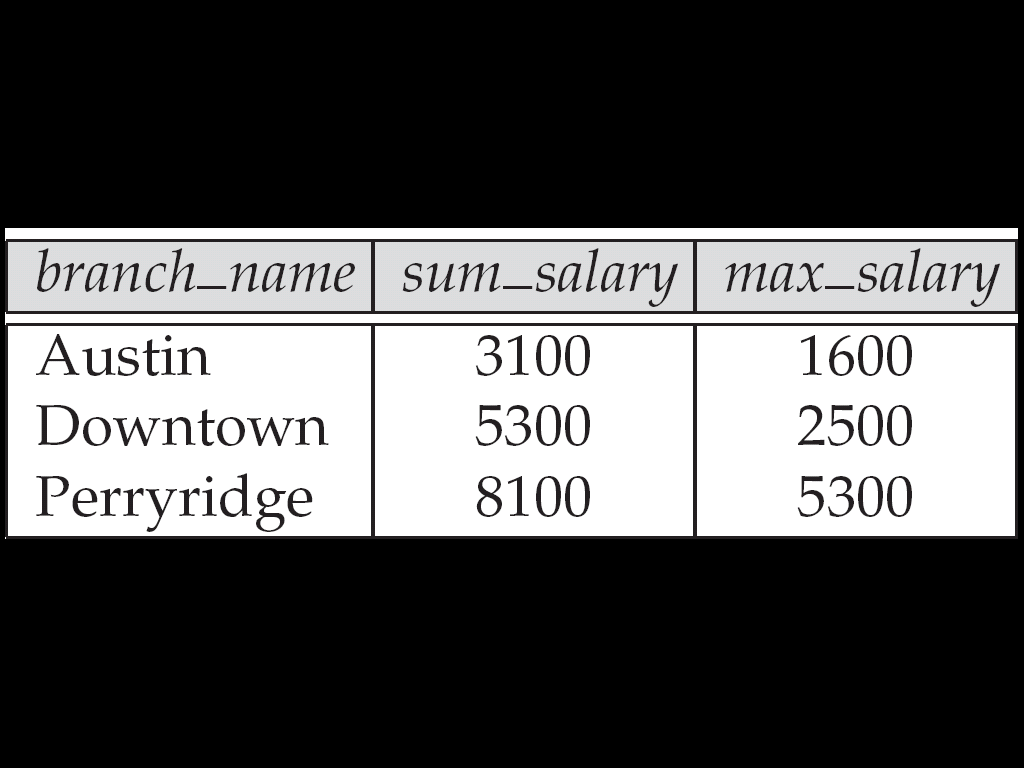 branch_name sum_salary max_salary
Austin 3100 1600
Downtown 5300 2500
Perryridge 8100 5300